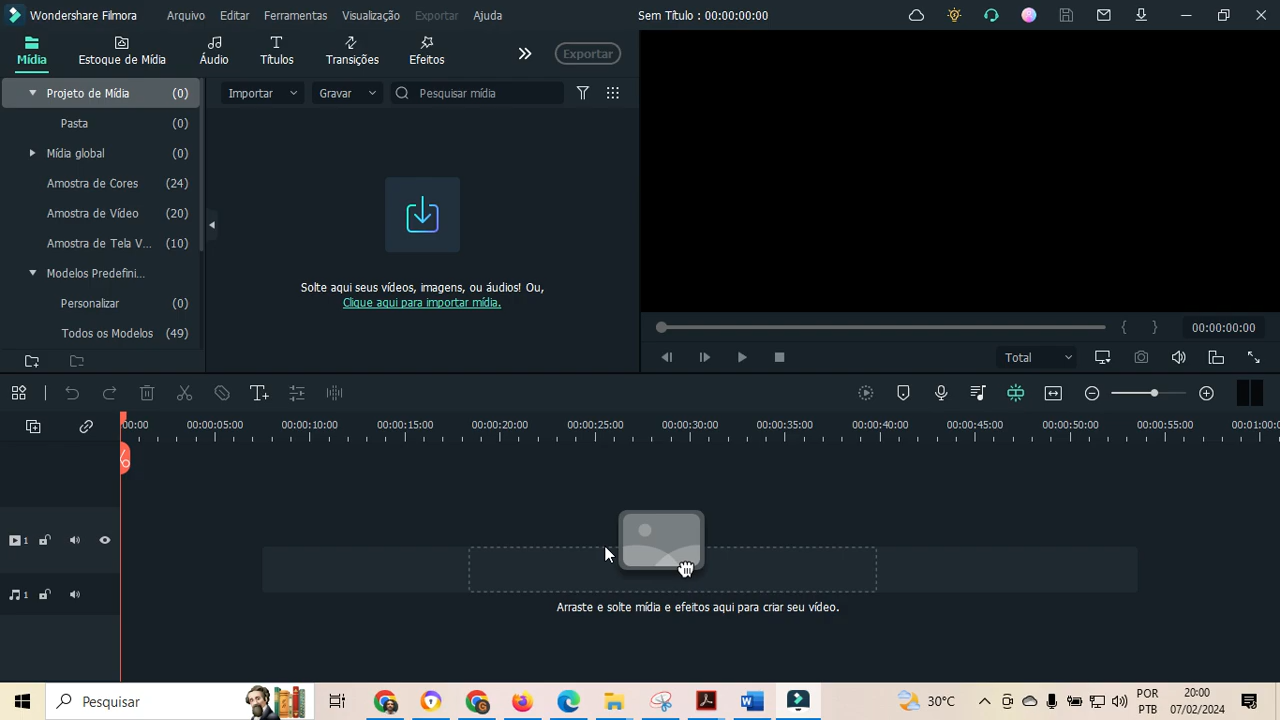 Wondershare Filmora Arquivo Editar Ferramentas Visualização Exportar Ajuda Sem Título : 00:00:00:00
Mídia Estoque de Mídia Áudio Títulos Transições Efeitos Exportar
Projeto de Mídia (0) Importar Gravar Pesquisar mídia
Pasta (0)
Mídia global (0)
Amostra de Cores (24)
Amostra de Vídeo (20)
Amostra de Tela V... (10)
Modelos Predefini...
Personalizar (0)
Todos os Modelos (49)
Solte aqui seus vídeos, imagens, ou áudios! Ou,
Clique aqui para importar mídia.
{ } 00:00:00:00
Total
00:00 00:00:05:00 00:00:10:00 00:00:15:00 00:00:20:00 00:00:25:00 00:00:30:00 00:00:35:00 00:00:40:00 00:00:45:00 00:00:50:00 00:00:55:00 00:01:00:0
1
1
Arraste e solte mídia e efeitos aqui para criar seu vídeo.
Pesquisar 30°C POR 20:00
PTB 07/02/2024